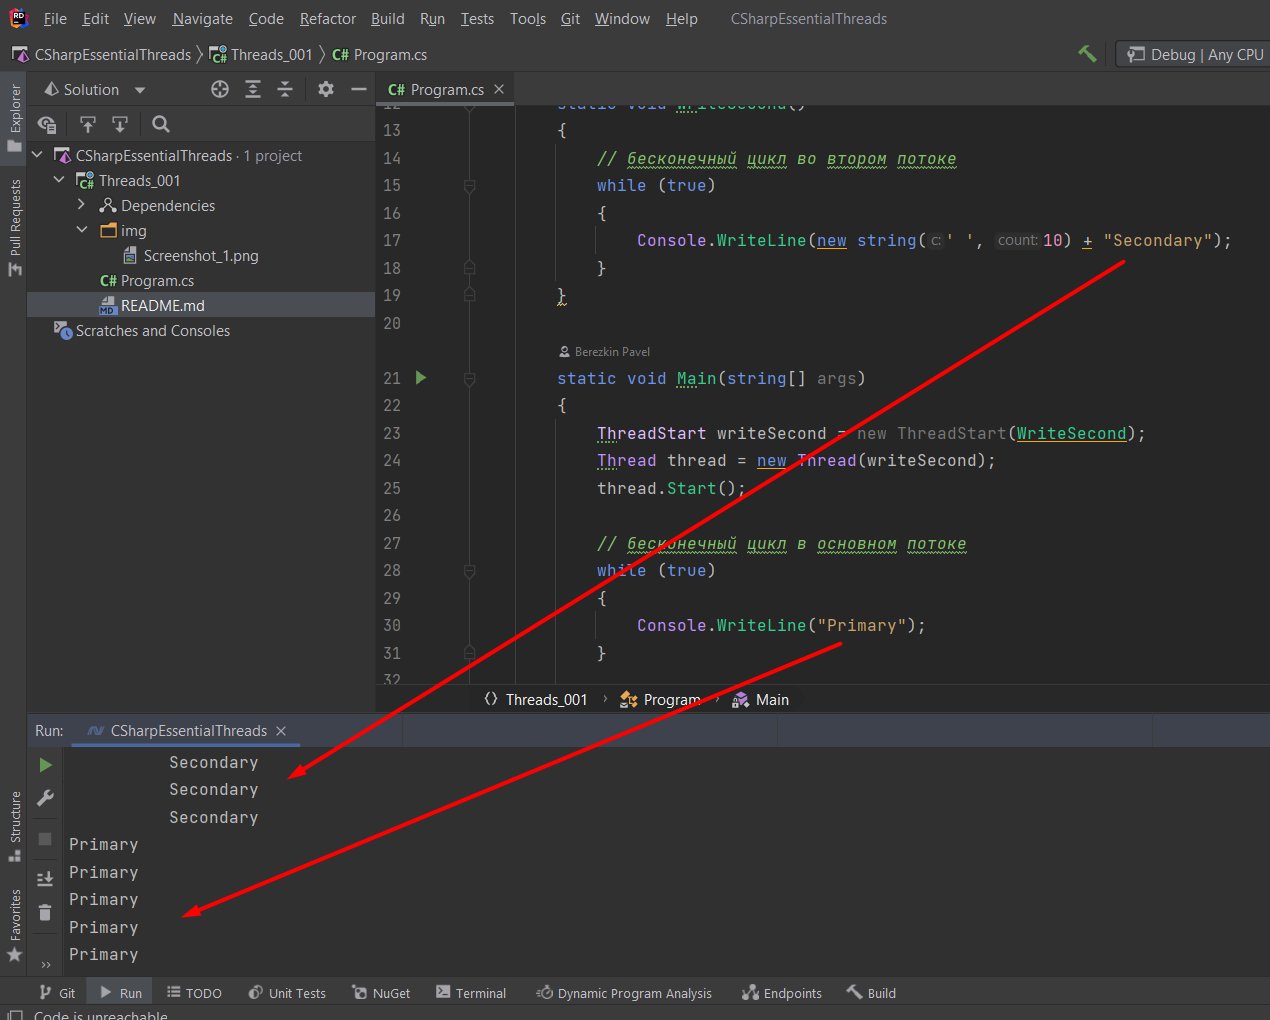 File Edit View Navigate Code Refactor Build Run Tests Tools Git Window Help CSharpEssentialThreads
CSharpEssentialThreads Threads_001 C# Program.cs Debug | Any CPU
Solution
C# Program.cs
Explorer
Pull Requests
Structure
Favorites
CSharpEssentialThreads · 1 project
Threads_001
Dependencies
img
Screenshot_1.png
C# Program.cs
README.md
Scratches and Consoles
12 static void WriteSecond()
13 {
14 // бесконечный цикл во втором потоке
15 while (true)
16 {
17 Console.WriteLine(new string(c:' ', count:10) + "Secondary");
18 }
19 }
20
Berezkin Pavel
21 static void Main(string[] args)
22 {
23 ThreadStart writeSecond = new ThreadStart(WriteSecond);
24 Thread thread = new Thread(writeSecond);
25 thread.Start();
26
27 // бесконечный цикл в основном потоке
28 while (true)
29 {
30 Console.WriteLine("Primary");
31 }
32
Threads_001 Program Main
Run: CSharpEssentialThreads
Secondary
Secondary
Secondary
Primary
Primary
Primary
Primary
Primary
Git Run TODO Unit Tests NuGet Terminal Dynamic Program Analysis Endpoints Build
Code is unreachable